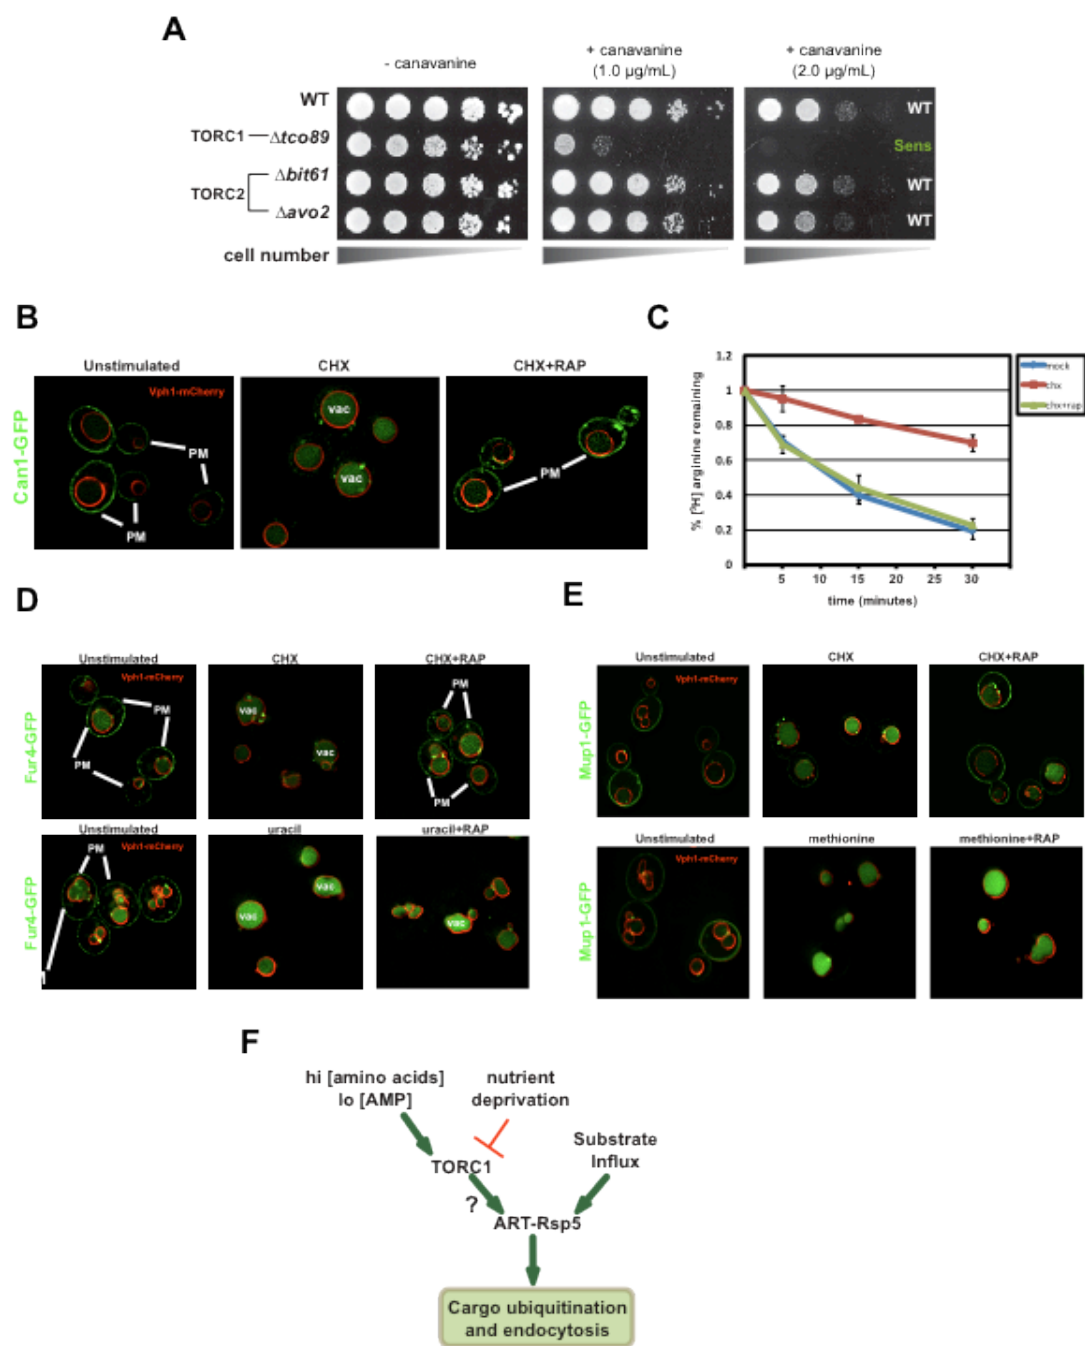 A
- canavanine
+ canavanine
(1.0 µg/mL)
+ canavanine
(2.0 µg/mL)
WT
WT
TORC1
Δtco89
Sens
TORC2
Δbit61
WT
Δavo2
WT
cell number
B
Unstimulated
CHX
CHX+RAP
Can1-GFP
Vph1-mCherry
PM
PM
vac
vac
PM
C
% [³H] arginine remaining
1.2
1
0.8
0.6
0.4
0.2
0
5
10
15
20
25
30
time (minutes)
mock
chx
chx+rap
D
Unstimulated
CHX
CHX+RAP
Fur4-GFP
Vph1-mCherry
PM
PM
vac
vac
PM
PM
Unstimulated
uracil
uracil+RAP
Fur4-GFP
PM
Vph1-mCherry
vac
vac
vac
E
Unstimulated
CHX
CHX+RAP
Mup1-GFP
Vph1-mCherry
Unstimulated
methionine
methionine+RAP
Mup1-GFP
Vph1-mCherry
F
hi [amino acids]
lo [AMP]
nutrient
deprivation
Substrate
Influx
TORC1
?
ART-Rsp5
Cargo ubiquitination
and endocytosis